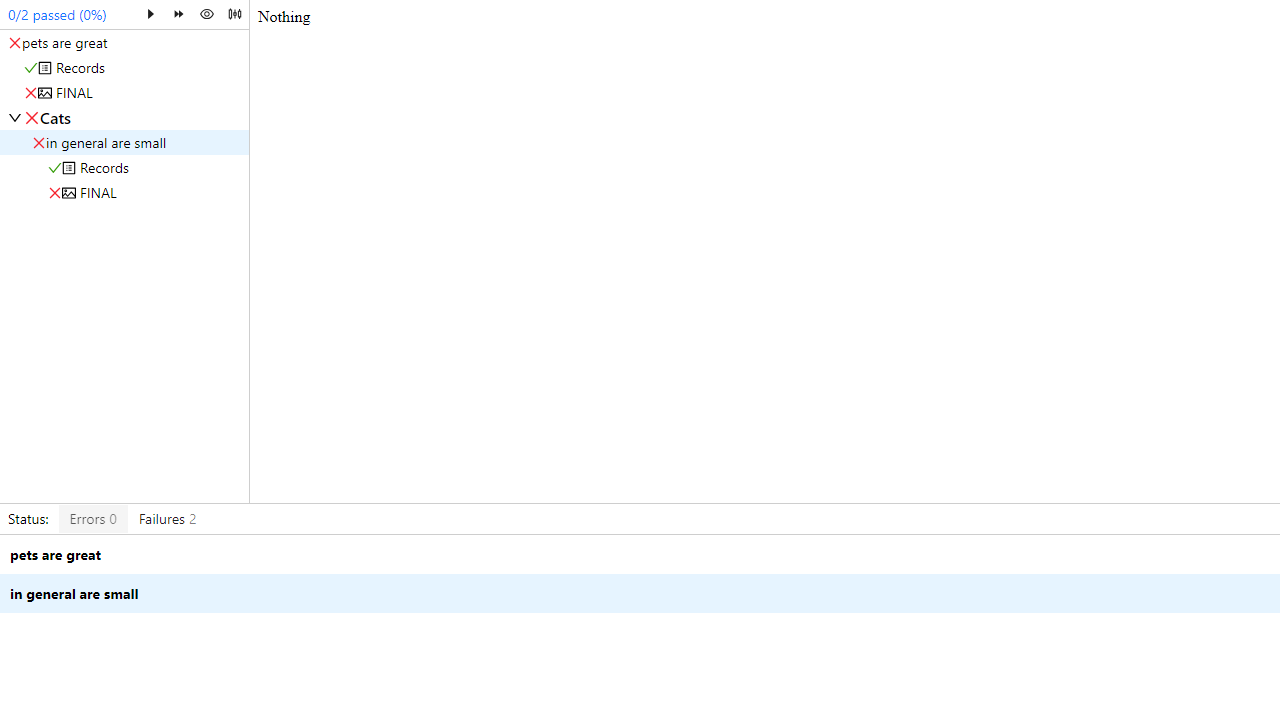 0/2 passed (0%)
pets are great
Records
FINAL
Cats
in general are small
Records
FINAL
Nothing
Status: Errors 0 Failures 2
pets are great
in general are small